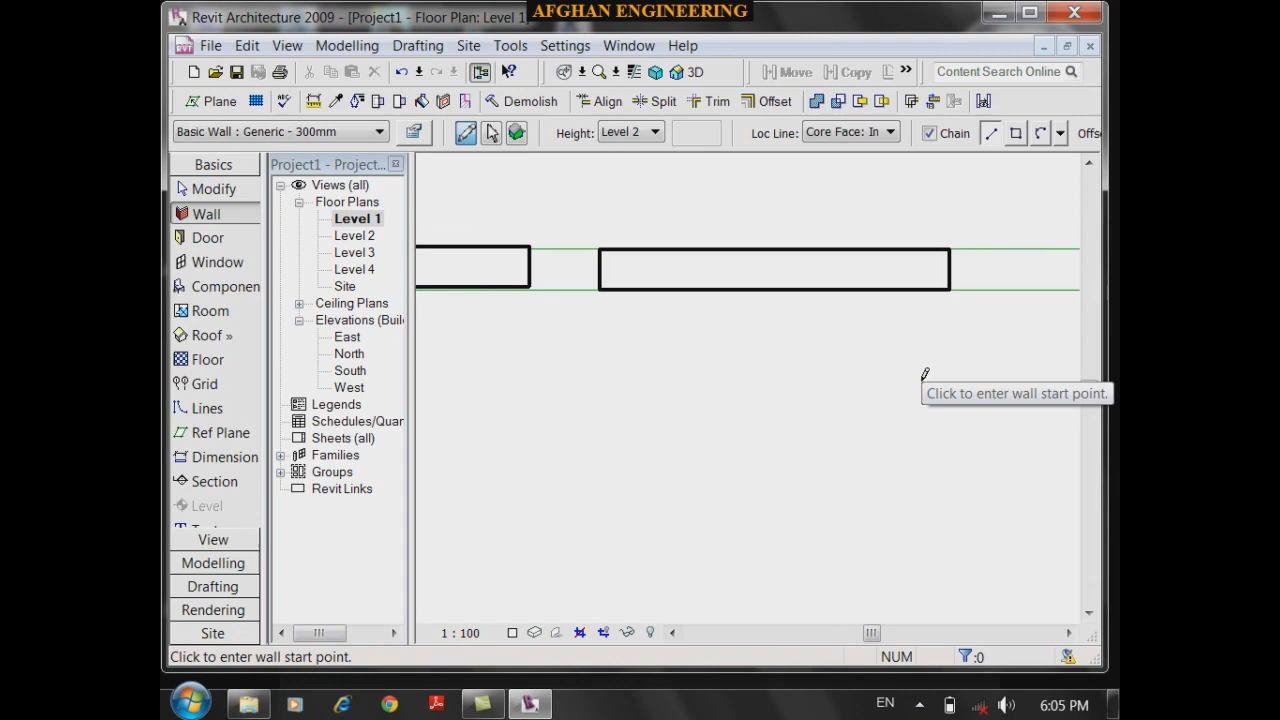 AFGHAN ENGINEERING
Revit Architecture 2009 - [Project1 - Floor Plan: Level 1
File Edit View Modelling Drafting Site Tools Settings Window Help
3D Move Copy Content Search Online
Plane Demolish Align Split Trim Offset
Basic Wall : Generic - 300mm Height: Level 2 Loc Line: Core Face: In Chain Offs
Basics
Modify
Wall
Door
Window
Componen
Room
Roof »
Floor
Grid
Lines
Ref Plane
Dimension
Section
Level
View
Modelling
Drafting
Rendering
Site
Project1 - Project...
Views (all)
Floor Plans
Level 1
Level 2
Level 3
Level 4
Site
Ceiling Plans
Elevations (Buil
East
North
South
West
Legends
Schedules/Quar
Sheets (all)
Families
Groups
Revit Links
Click to enter wall start point.
1 : 100
Click to enter wall start point. NUM :0
EN 6:05 PM